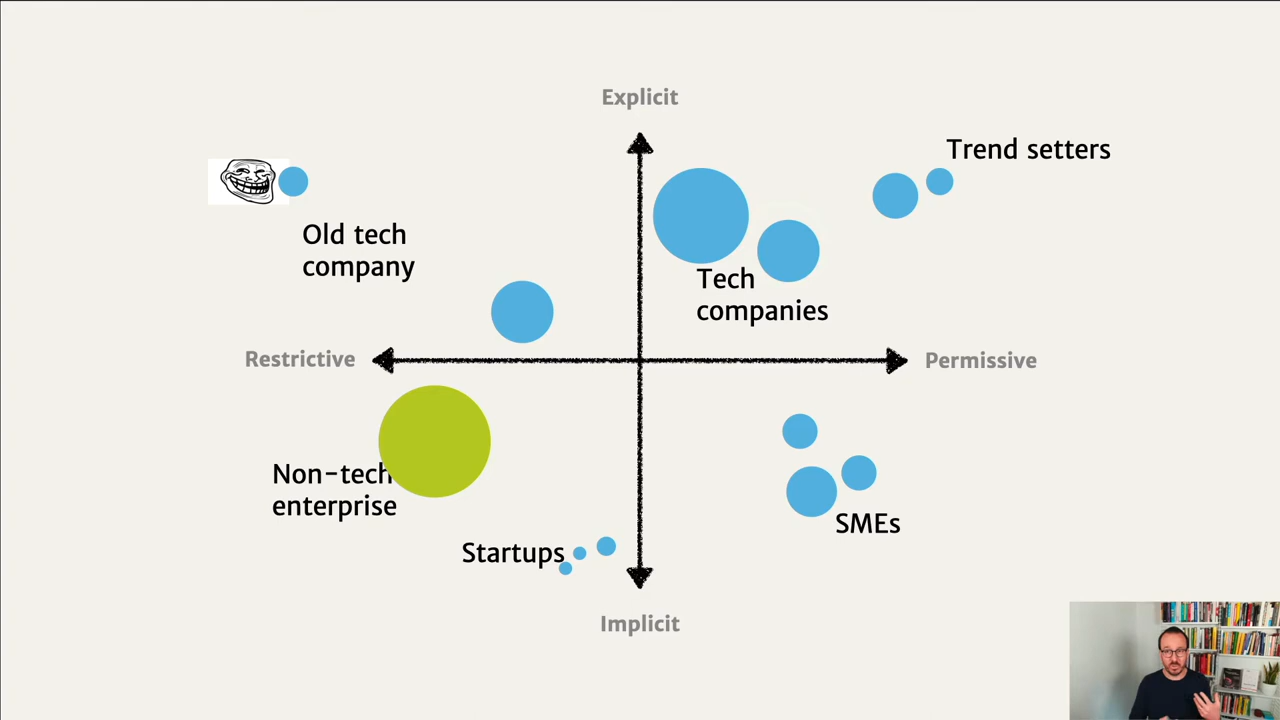 Explicit
Trend setters
Old tech
company
Tech
companies
Restrictive
Permissive
Non-tech
enterprise
SMEs
Startups
Implicit